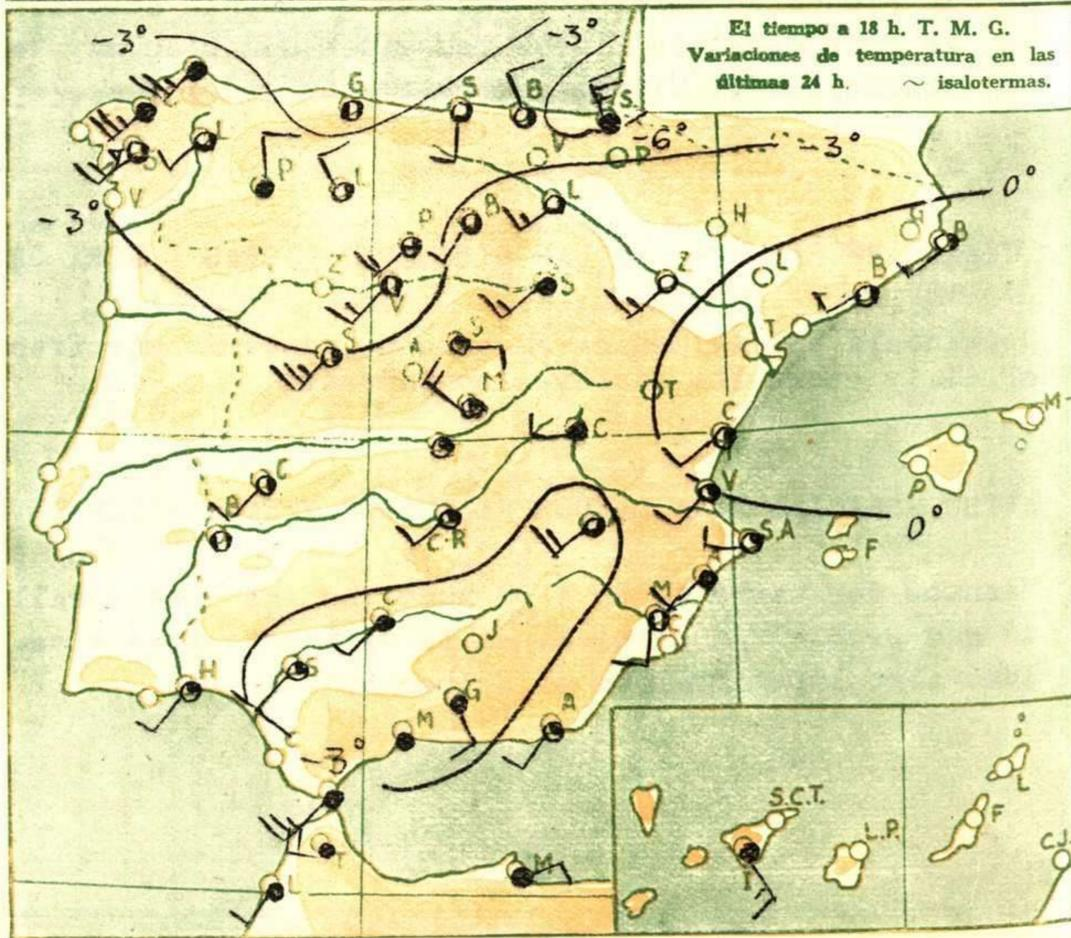 El tiempo a 18 h. T. M. G.
Variaciones de temperatura en las
últimas 24 h. ~ isalotermas.
-3° -3°
G S B S.
L -6° -3°
P L V P
V
-3° 0°
P B L H G B
Z V S Z L B
T
S S A M T
C C M
C V P
B C.R 0°
S.A F
M
C C
J
H S G
M A
C -3°
S.C.T. L
L.P. F
T M T C.J.
L